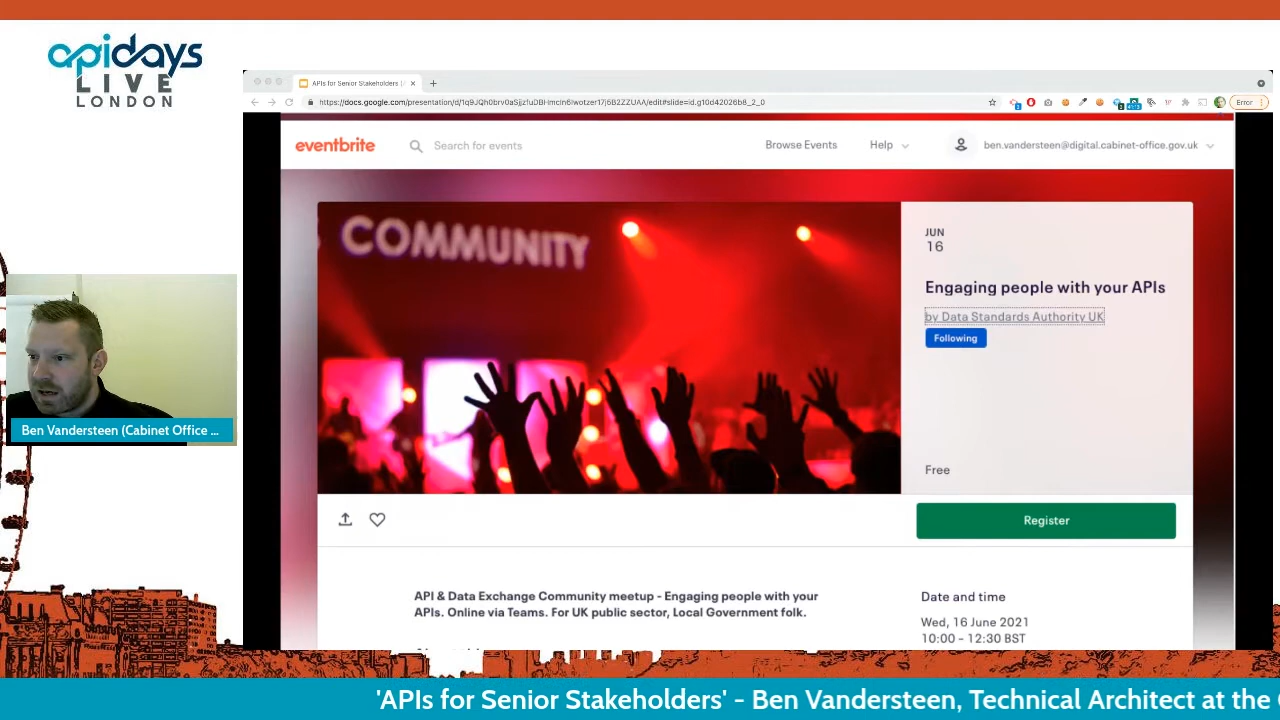 apidays
LIVE
LONDON
APIs for Senior Stakeholders
Error
eventbrite
Search for events
Browse Events
Help
ben.vandersteen@digital.cabinet-office.gov.uk
COMMUNITY
JUN
16
Engaging people with your APIs
by Data Standards Authority UK
Following
Free
Register
API & Data Exchange Community meetup - Engaging people with your
APIs. Online via Teams. For UK public sector, Local Government folk.
Date and time
Wed, 16 June 2021
10:00 - 12:30 BST
Ben Vandersteen (Cabinet Office ...
'APIs for Senior Stakeholders' - Ben Vandersteen, Technical Architect at the